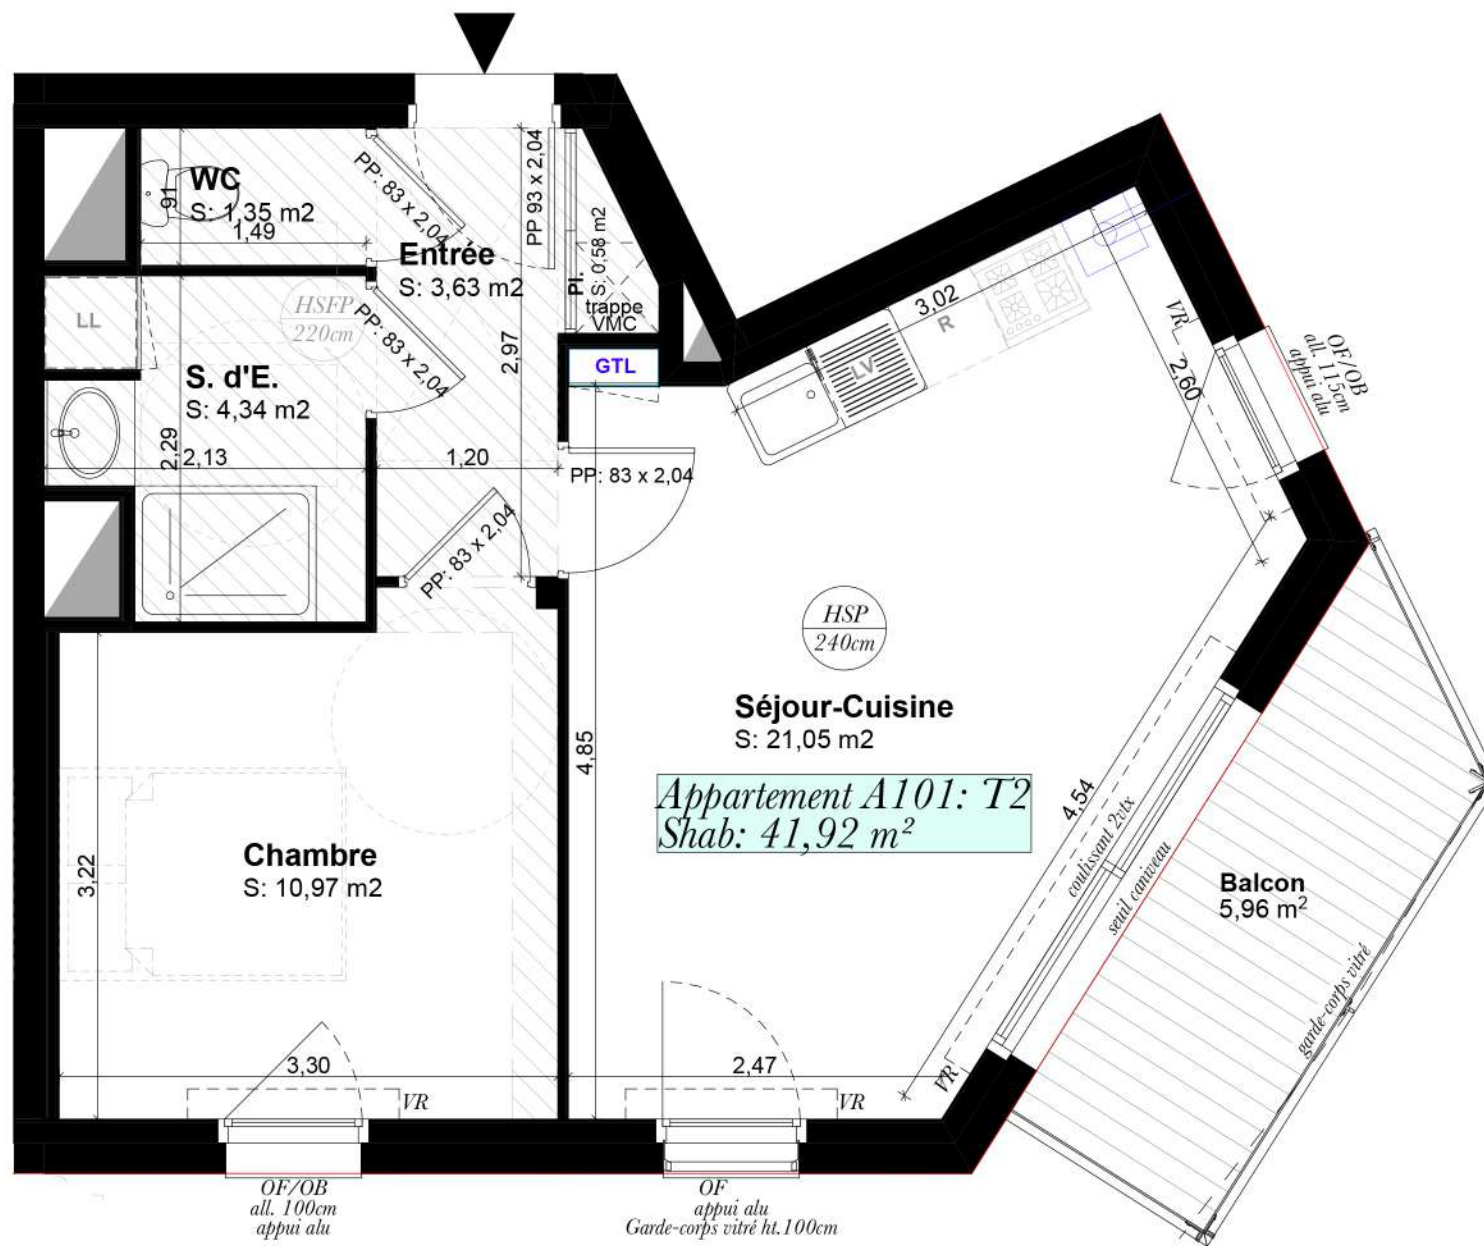 WC
S: 1,35 m2
91
1,49
PP: 83 x 2,04
Entrée
S: 3,63 m2
PP 93 x 2,04
Pl.
S: 0,58 m2
trappe
VMC
GTL
LL
HSFP
220cm
PP: 83 x 2,04
2,97
S. d'E.
S: 4,34 m2
2,29
2,13
1,20
PP: 83 x 2,04
PP: 83 x 2,04
3,02
R
LV
VR
2,60
OF/OB
all. 115cm
appui alu
HSP
240cm
Séjour-Cuisine
S: 21,05 m2
4,85
Appartement A101: T2
Shab: 41,92 m²
4,54
coulissant 2vtx
seuil caniveau
Balcon
5,96 m²
garde-corps vitré
Chambre
S: 10,97 m2
3,22
3,30
VR
2,47
VR
VR
OF/OB
all. 100cm
appui alu
OF
appui alu
Garde-corps vitré ht.100cm